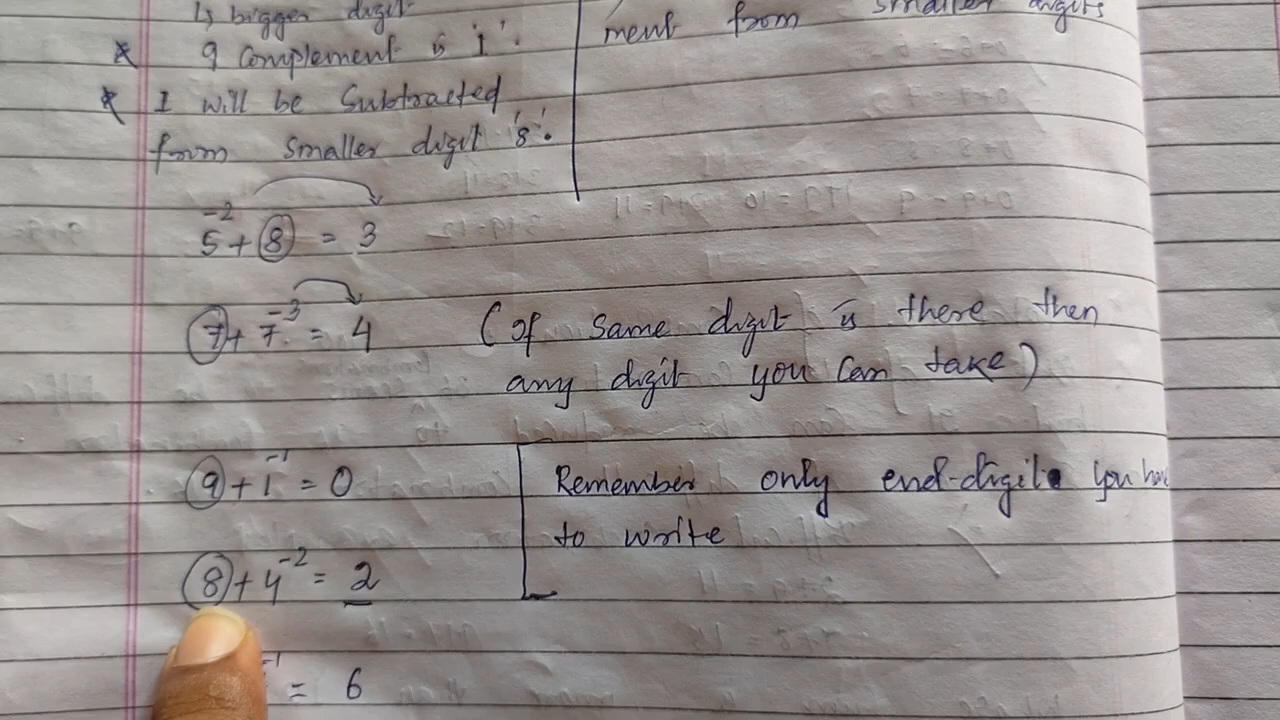 is bigger digit
* 9 complement is '1'.
* 1 will be subtracted
from smaller digit '8'.
ment from smaller digits
-2
5 + 8 = 3
7 + 7 -3 = 4
(If same digit is there then
any digit you can take)
9 + 1 -1 = 0
Remember only end-digit you have
to write
8 + 4 -2 = 2
-1 = 6